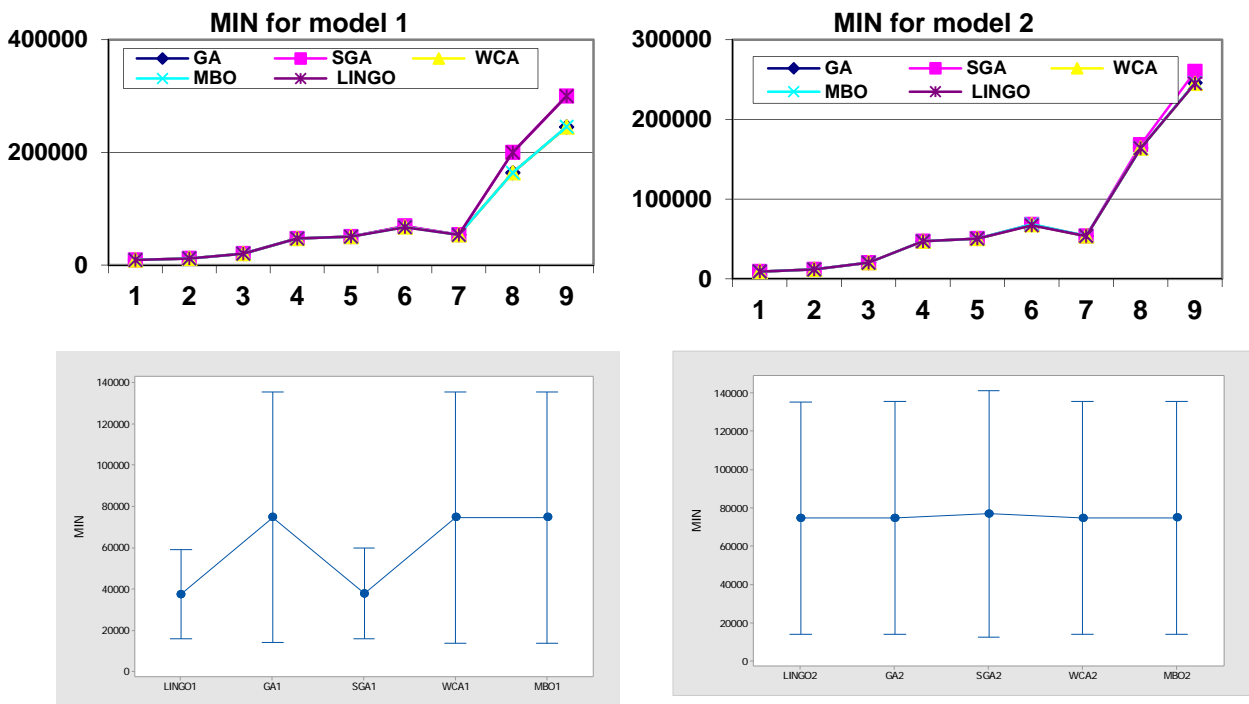 MIN for model 1
400000
200000
0
GA SGA WCA
MBO LINGO
1 2 3 4 5 6 7 8 9
MIN for model 2
300000
200000
100000
0
GA SGA WCA
MBO LINGO
1 2 3 4 5 6 7 8 9
MIN
140000
120000
100000
80000
60000
40000
20000
0
LINGO1 GA1 SGA1 WCA1 MBO1
MIN
140000
120000
100000
80000
60000
40000
20000
0
LINGO2 GA2 SGA2 WCA2 MBO2